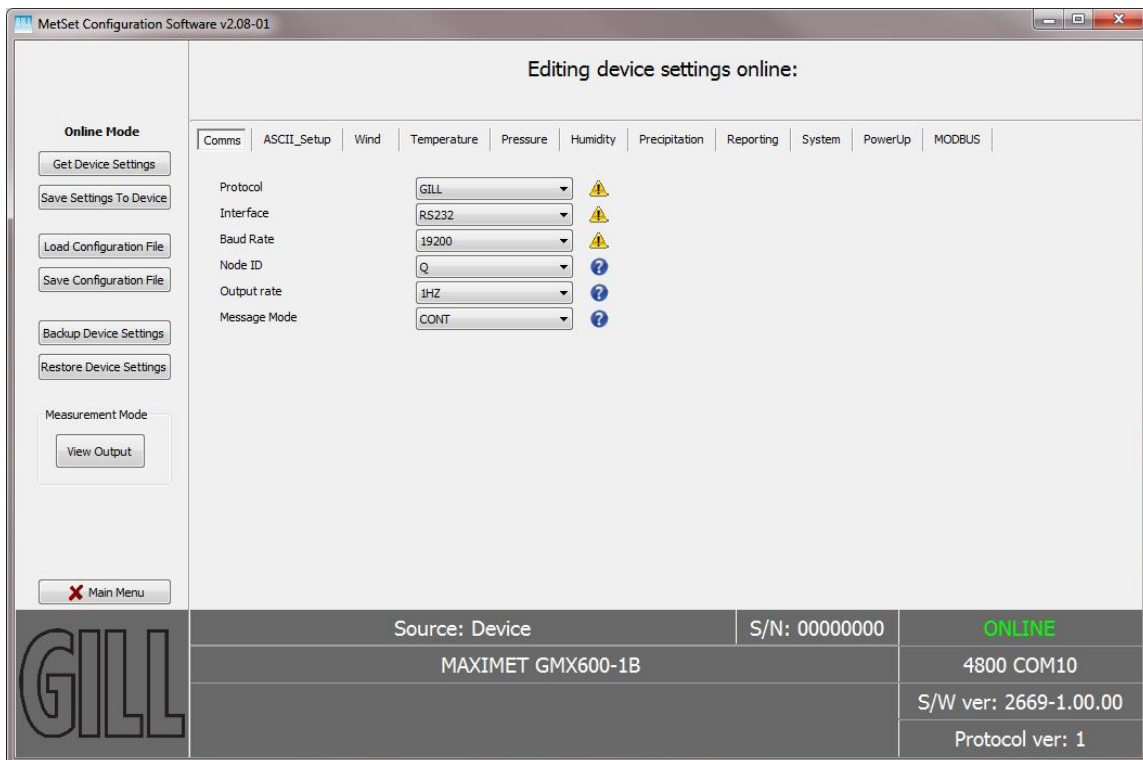 MetSet Configuration Software v2.08-01
Editing device settings online:
Online Mode
Get Device Settings
Save Settings To Device
Load Configuration File
Save Configuration File
Backup Device Settings
Restore Device Settings
Measurement Mode
View Output
Main Menu
Comms ASCII_Setup Wind Temperature Pressure Humidity Precipitation Reporting System PowerUp MODBUS
Protocol GILL
Interface RS232
Baud Rate 19200
Node ID Q
Output rate 1HZ
Message Mode CONT
GILL
Source: Device S/N: 00000000 ONLINE
MAXIMET GMX600-1B 4800 COM10
S/W ver: 2669-1.00.00
Protocol ver: 1